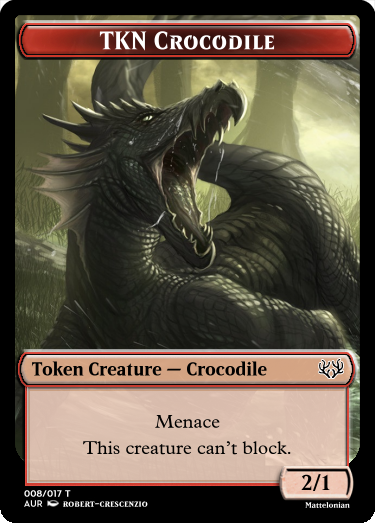 TKN Crocodile
Token Creature — Crocodile
Menace
This creature can't block.
2/1
008/017 T
AUR ROBERT-CRESCENZIO
Mattelonian